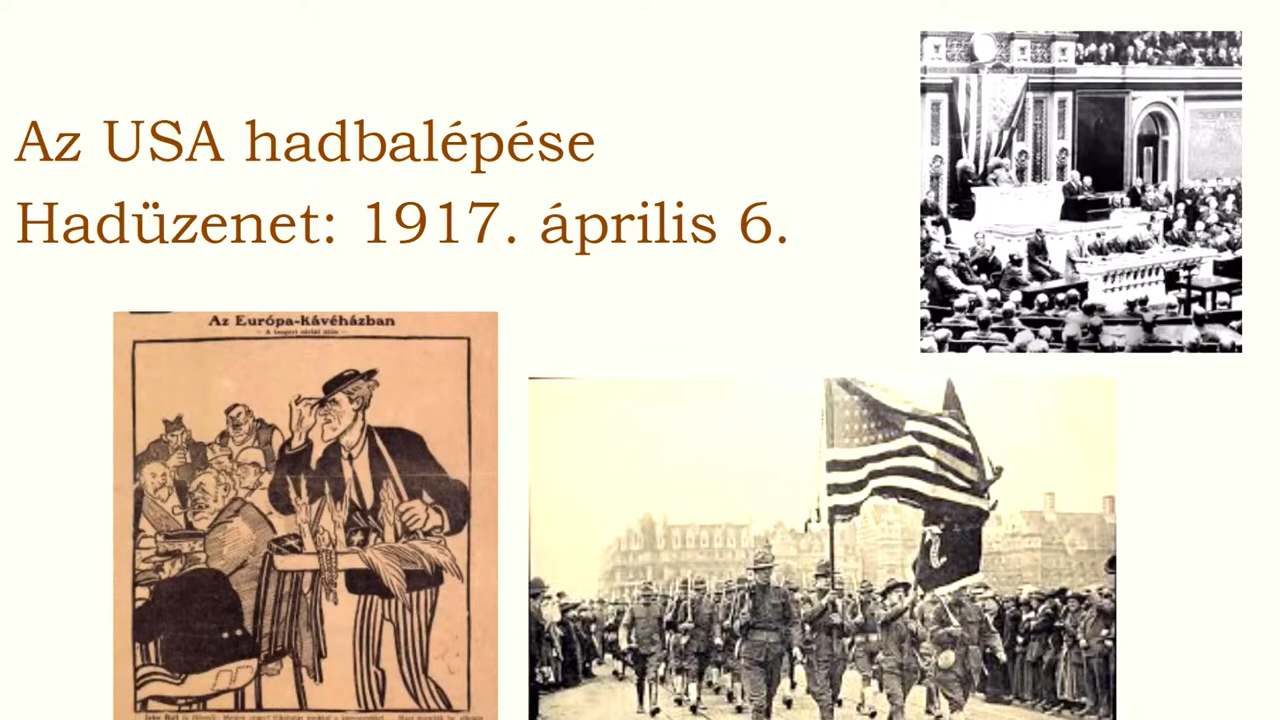 Az USA hadbalépése
Hadüzenet: 1917. április 6.
Az Európa-kávéházban